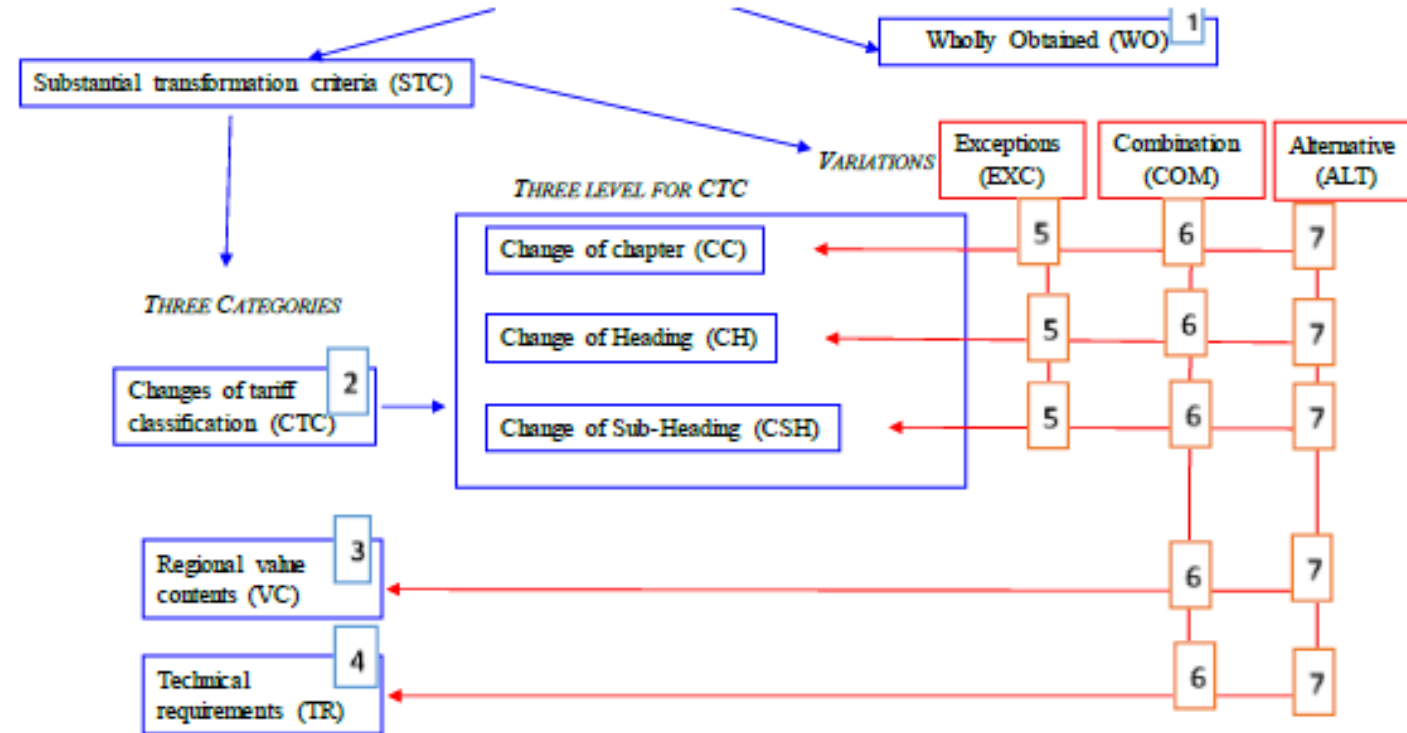 1
Wholly Obtained (WO)
Substantial transformation criteria (STC)
VARIATIONS
Exceptions
(EXC)
Combination
(COM)
Alternative
(ALT)
THREE LEVEL FOR CTC
Change of chapter (CC)
5
6
7
THREE CATEGORIES
Change of Heading (CH)
5
6
7
Changes of tariff
classification (CTC)
2
Change of Sub-Heading (CSH)
5
6
7
Regional value
contents (VC)
3
6
7
Technical
requirements (TR)
4
6
7